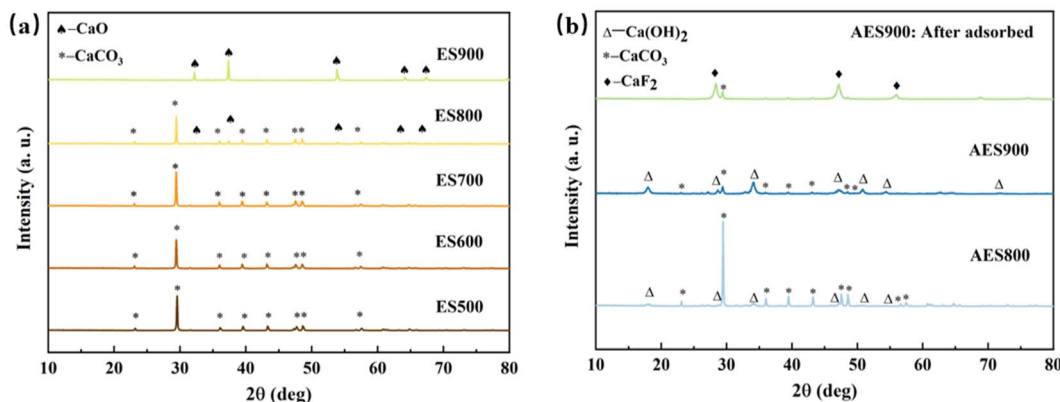 (a)
♠–CaO
*–CaCO3
ES900
ES800
ES700
ES600
ES500
Intensity (a. u.)
10 20 30 40 50 60 70 80
2θ (deg)
(b)
Δ—Ca(OH)2
*–CaCO3
♦–CaF2
AES900: After adsorbed
AES900
AES800
Intensity (a. u.)
10 20 30 40 50 60 70 80
2θ (deg)